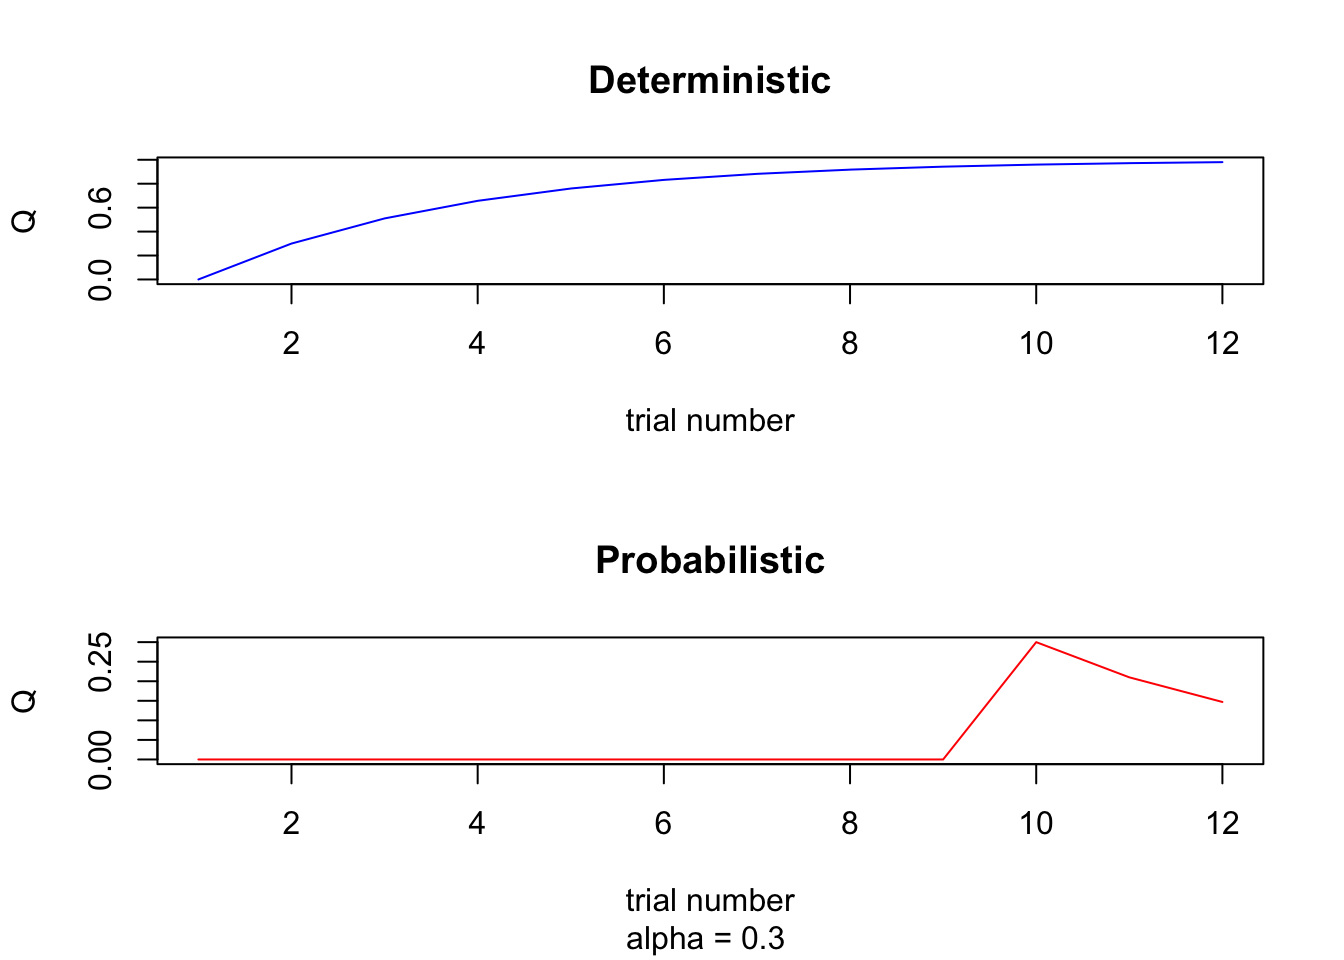 Deterministic
Q
0.6
0.0
2 4 6 8 10 12
trial number
Probabilistic
Q
0.25
0.00
2 4 6 8 10 12
trial number
alpha = 0.3